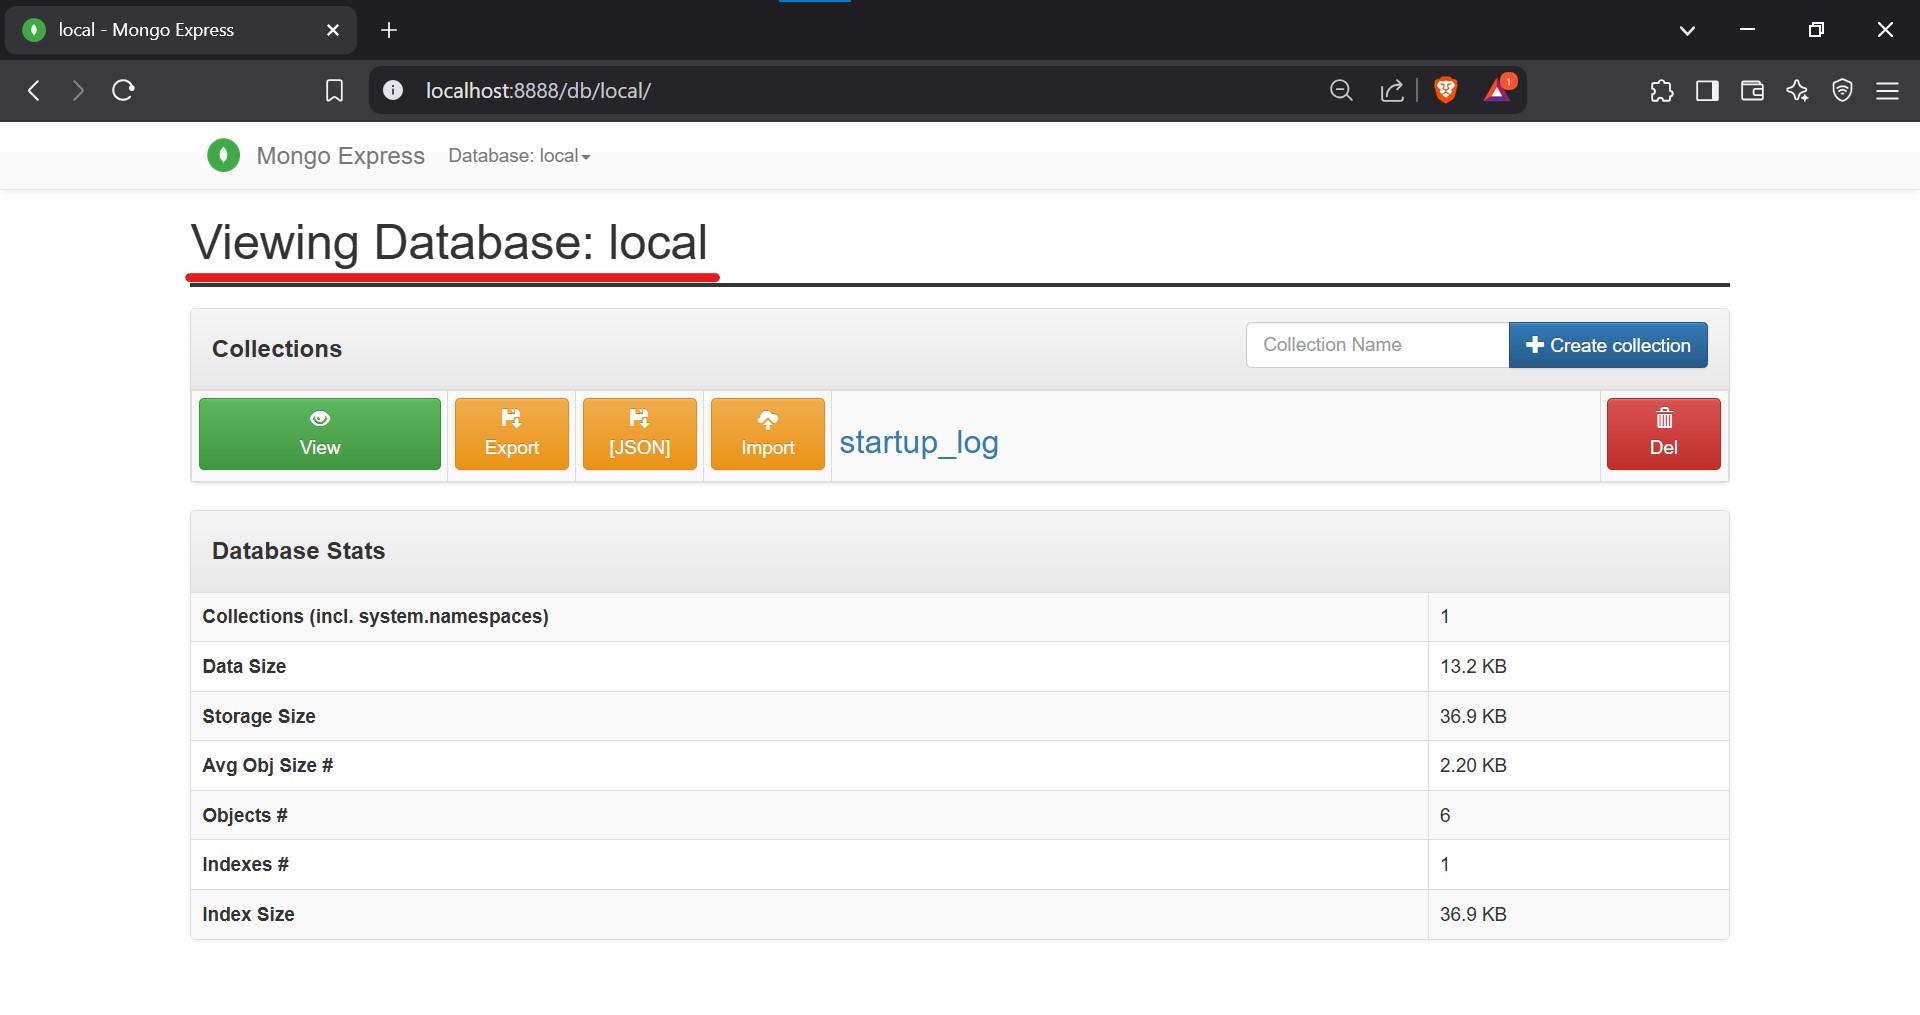 local - Mongo Express
localhost:8888/db/local/
1
Mongo Express Database: local
Viewing Database: local
Collections
Collection Name
Create collection
View
Export
[JSON]
Import
startup_log
Del
Database Stats
Collections (incl. system.namespaces) 1
Data Size 13.2 KB
Storage Size 36.9 KB
Avg Obj Size # 2.20 KB
Objects # 6
Indexes # 1
Index Size 36.9 KB